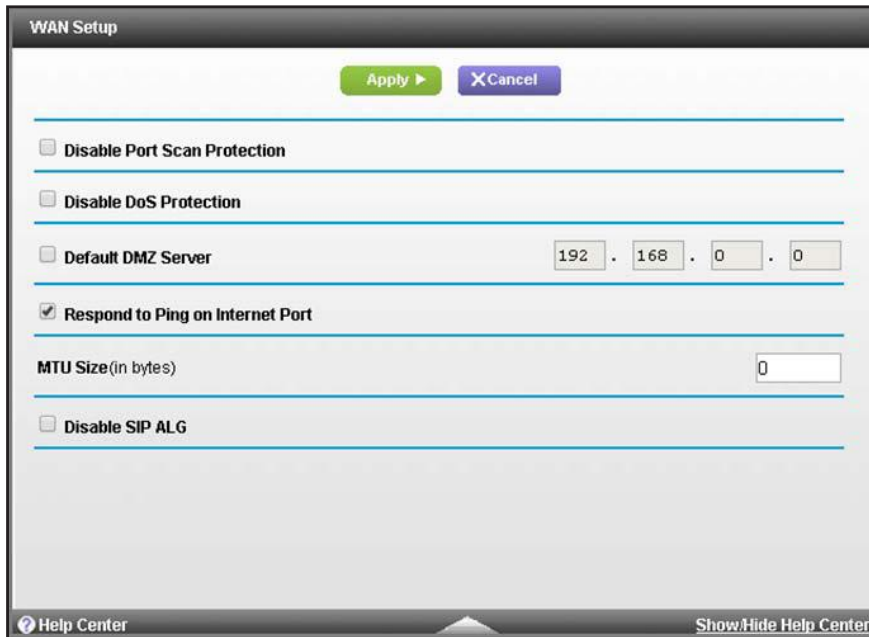 WAN Setup
Apply
Cancel
Disable Port Scan Protection
Disable DoS Protection
Default DMZ Server 192 . 168 . 0 . 0
Respond to Ping on Internet Port
MTU Size(in bytes) 0
Disable SIP ALG
Help Center Show/Hide Help Center